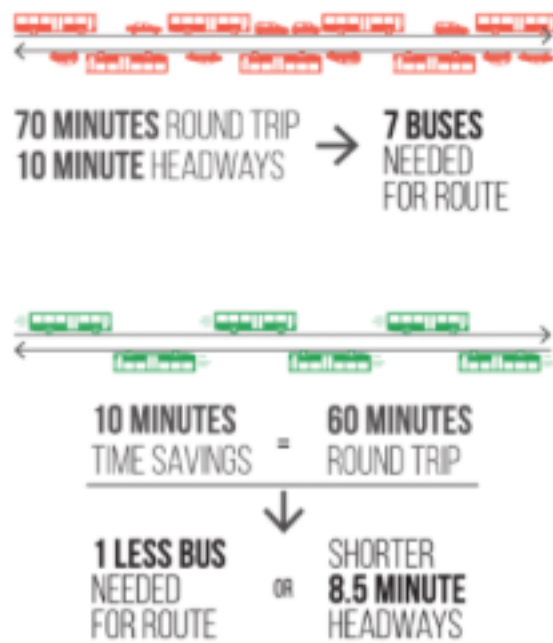 70 MINUTES ROUND TRIP
10 MINUTE HEADWAYS
7 BUSES
NEEDED
FOR ROUTE
10 MINUTES
TIME SAVINGS
=
60 MINUTES
ROUND TRIP
1 LESS BUS
NEEDED
FOR ROUTE
OR
SHORTER
8.5 MINUTE
HEADWAYS